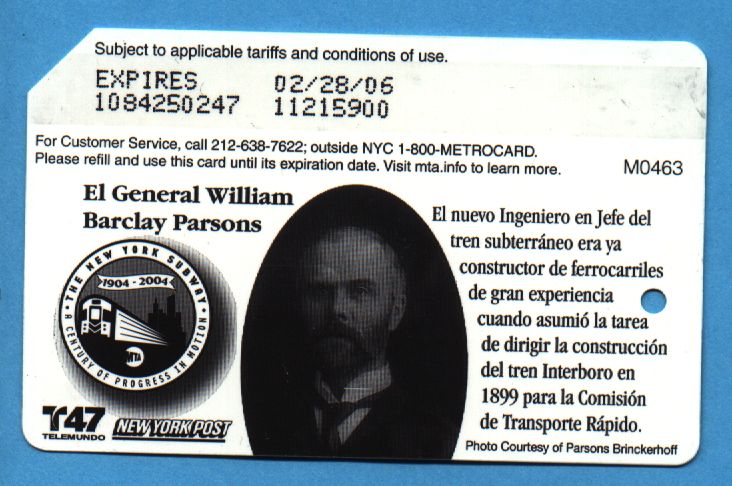 Subject to applicable tariffs and conditions of use.
EXPIRES 02/28/06
1084250247 11215900
For Customer Service, call 212-638-7622; outside NYC 1-800-METROCARD.
Please refill and use this card until its expiration date. Visit mta.info to learn more. M0463
El General William
Barclay Parsons
THE NEW YORK SUBWAY
1904 - 2004
MTA
A CENTURY OF PROGRESS IN MOTION
T47
TELEMUNDO
NEW YORK POST
El nuevo Ingeniero en Jefe del
tren subterráneo era ya
constructor de ferrocarriles
de gran experiencia
cuando asumió la tarea
de dirigir la construcción
del tren Interboro en
1899 para la Comisión
de Transporte Rápido.
Photo Courtesy of Parsons Brinckerhoff